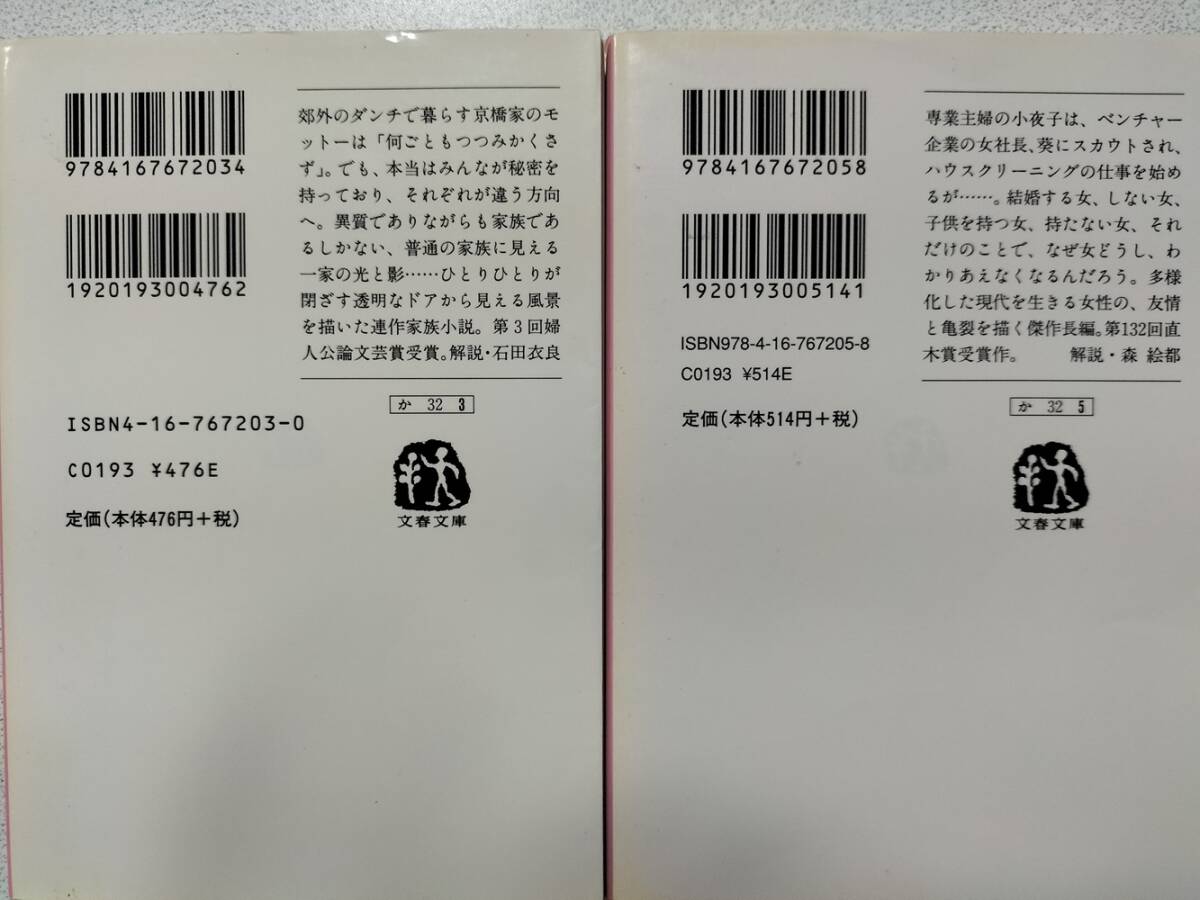 9784167672034
1920193004762
郊外のダンチで暮らす京橋家のモ
ットーは「何ごともつつみかくさ
ず」。でも、本当はみんなが秘密を
持っており、それぞれが違う方向
へ。異質でありながらも家族であ
るしかない、普通の家族に見える
一家の光と影……ひとりひとりが
閉ざす透明なドアから見える風景
を描いた連作家族小説。第3回婦
人公論文芸賞受賞。解説・石田衣良
か 32 3
ISBN4-16-767203-0
C0193 ¥476E
定価(本体476円+税)
文春文庫
9784167672058
1920193005141
ISBN978-4-16-767205-8
C0193 ¥514E
定価(本体514円+税)
専業主婦の小夜子は、ベンチャー
企業の女社長、葵にスカウトされ、
ハウスクリーニングの仕事を始め
るが……。結婚する女、しない女、
子供を持つ女、持たない女、それ
だけのことで、なぜ女どうし、わ
かりあえなくなるんだろう。多様
化した現代を生きる女性の、友情
と亀裂を描く傑作長編。第132回直
木賞受賞作。 解説・森 絵都
か 32 5
文春文庫